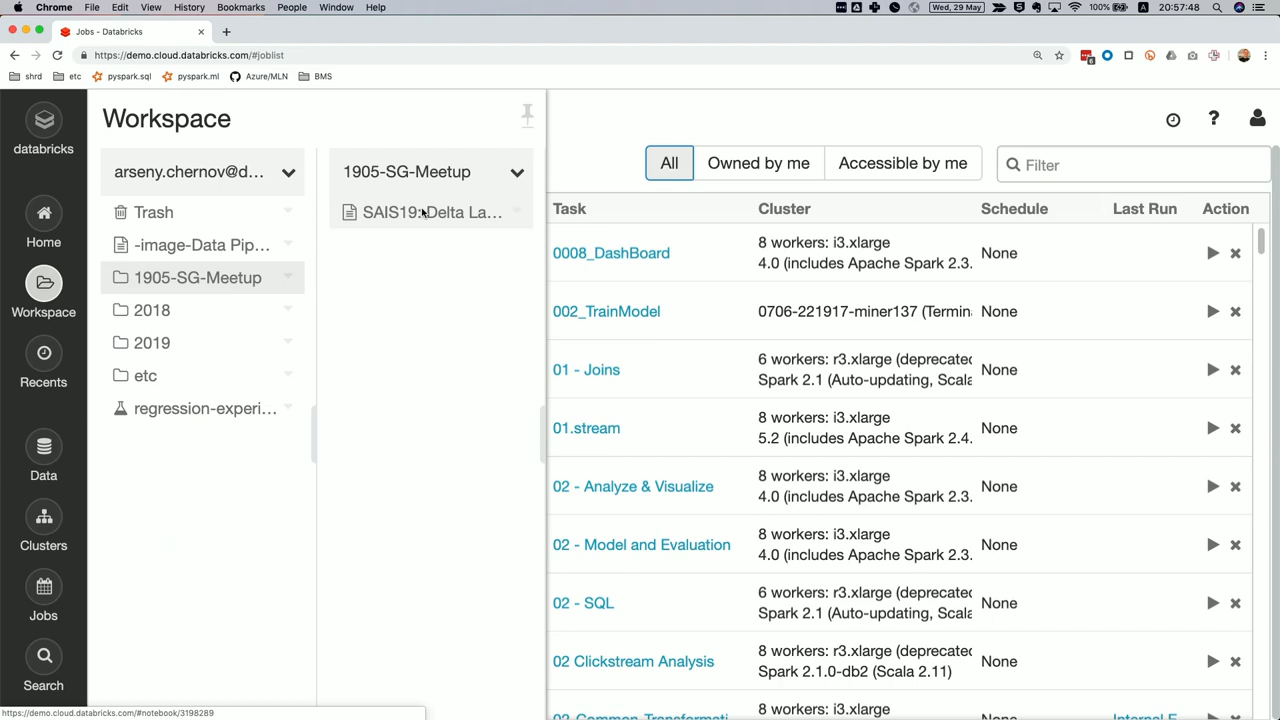 Chrome File Edit View History Bookmarks People Window Help
100% Wed, 29 May 20:57:48
Jobs - Databricks
https://demo.cloud.databricks.com/#joblist
shrd etc pyspark.sql pyspark.ml Azure/MLN BMS
databricks
Home
Workspace
Recents
Data
Clusters
Jobs
Search
Workspace
arseny.chernov@d...
Trash
-image-Data Pip...
1905-SG-Meetup
2018
2019
etc
regression-experi...
1905-SG-Meetup
SAIS19: Delta La...
All Owned by me Accessible by me Filter
Task Cluster Schedule Last Run Action
0008_DashBoard 8 workers: i3.xlarge None
4.0 (includes Apache Spark 2.3.
002_TrainModel 0706-221917-miner137 (Termin None
01 - Joins 6 workers: r3.xlarge (deprecated None
Spark 2.1 (Auto-updating, Scala
01.stream 8 workers: i3.xlarge None
5.2 (includes Apache Spark 2.4.
02 - Analyze & Visualize 8 workers: i3.xlarge None
4.0 (includes Apache Spark 2.3.
02 - Model and Evaluation 8 workers: i3.xlarge None
4.0 (includes Apache Spark 2.3.
02 - SQL 6 workers: r3.xlarge (deprecated None
Spark 2.1 (Auto-updating, Scala
02 Clickstream Analysis 8 workers: r3.xlarge (deprecated None
Spark 2.1.0-db2 (Scala 2.11)
8 workers: i3.xlarge
https://demo.cloud.databricks.com/#notebook/3198289